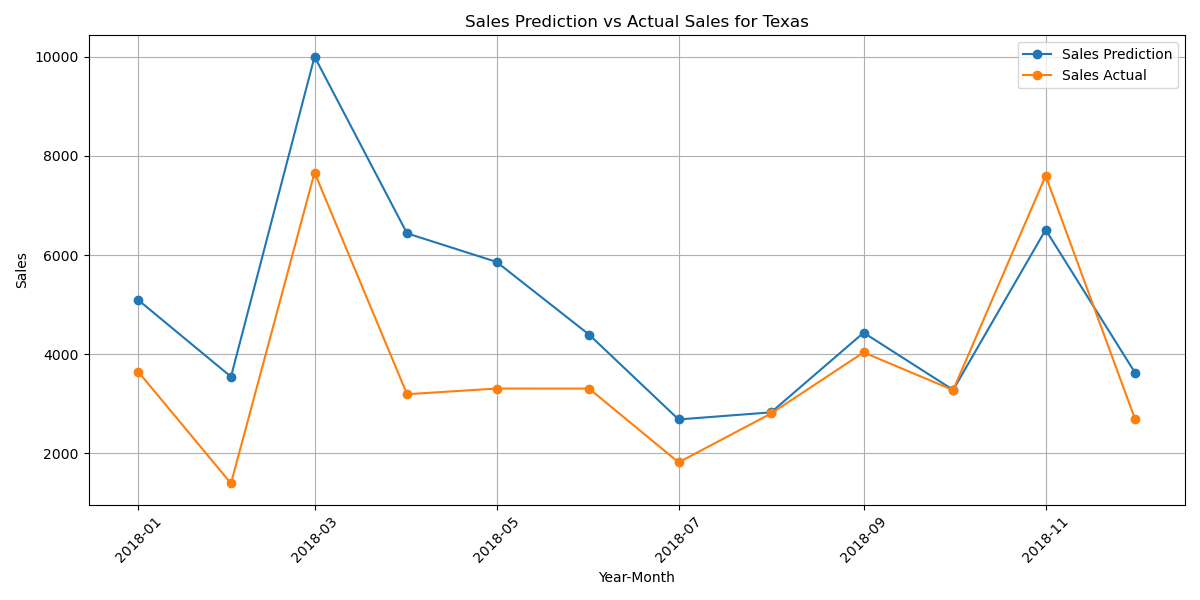 Sales Prediction vs Actual Sales for Texas
Sales Prediction
Sales Actual
10000
8000
6000
4000
2000
Sales
2018-01
2018-03
2018-05
2018-07
2018-09
2018-11
Year-Month